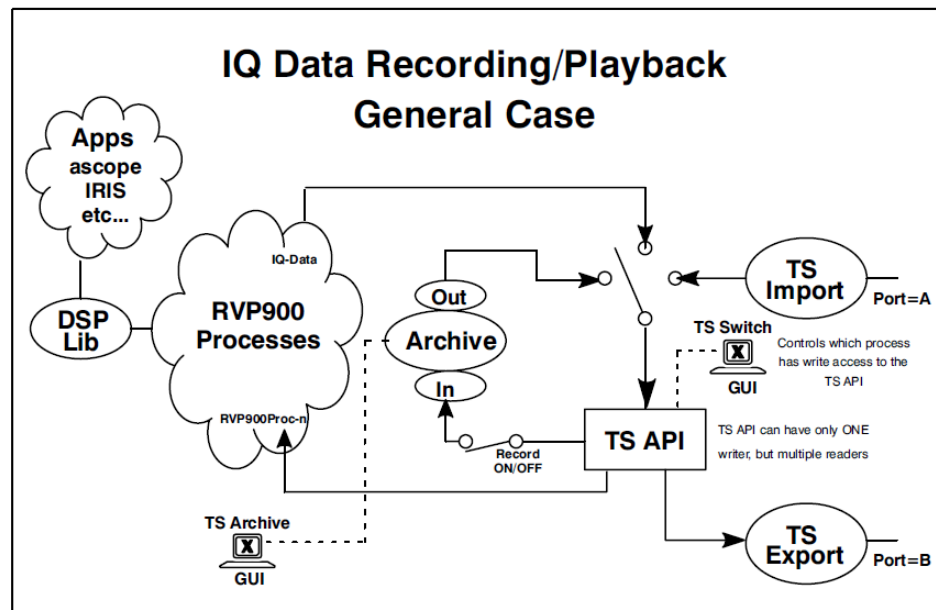 IQ Data Recording/Playback
General Case
Apps
ascope
IRIS
etc...
IQ-Data
Out
TS
Import
Port=A
DSP
Lib
RVP900
Processes
Archive
TS Switch
X
GUI
Controls which process
has write access to the
TS API
In
RVP900Proc-n
Record
ON/OFF
TS API
TS API can have only ONE
writer, but multiple readers
TS Archive
X
GUI
TS
Export
Port=B